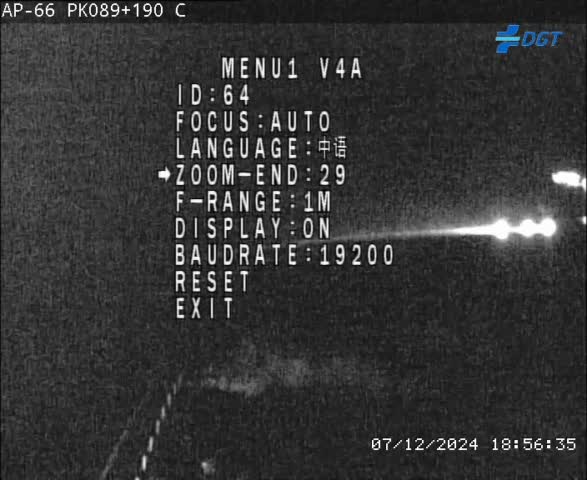 AP-66 PK089+190 C
DGT
MENU1 V4A
ID:64
FOCUS:AUTO
LANGUAGE:中语
ZOOM-END:29
F-RANGE:1M
DISPLAY:ON
BAUDRATE:19200
RESET
EXIT
07/12/2024 18:56:35